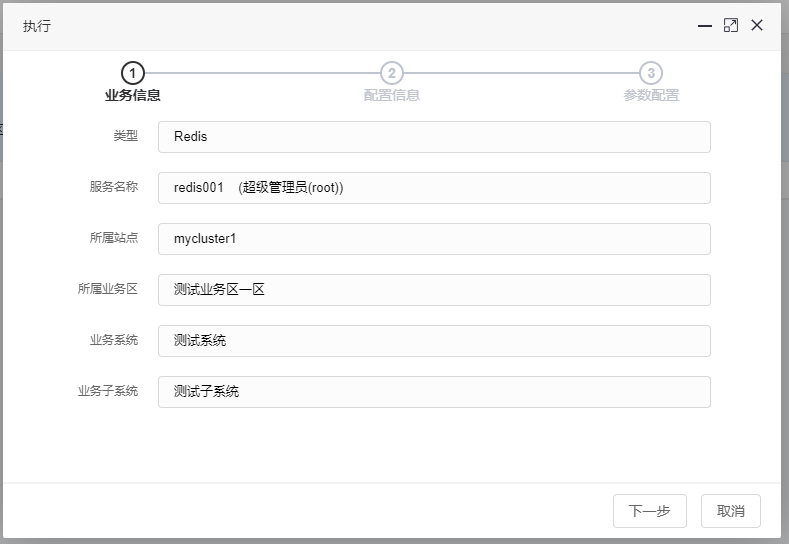 执行
1 2 3
业务信息 配置信息 参数配置
类型 Redis
服务名称 redis001 (超级管理员(root))
所属站点 mycluster1
所属业务区 测试业务区一区
业务系统 测试系统
业务子系统 测试子系统
下一步 取消